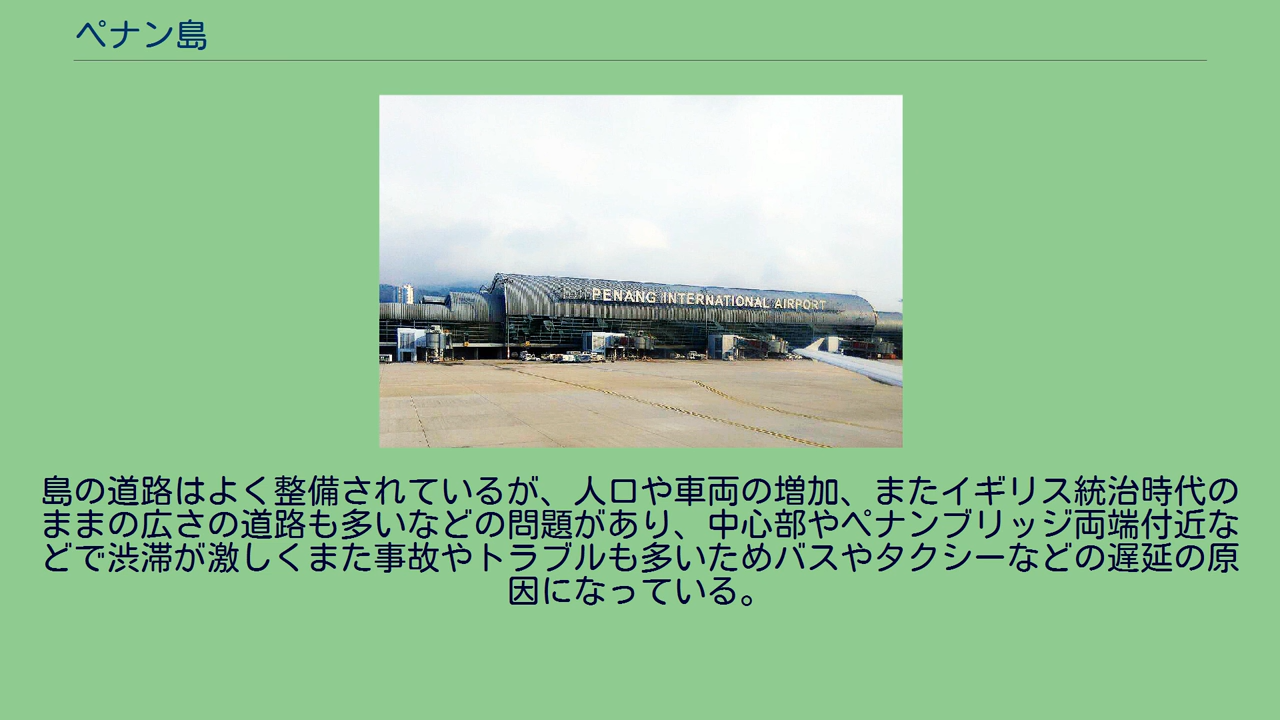 ペナン島
PENANG INTERNATIONAL AIRPORT
島の道路はよく整備されているが、人口や車両の増加、またイギリス統治時代の
ままの広さの道路も多いなどの問題があり、中心部やペナンブリッジ両端付近な
どで渋滞が激しくまた事故やトラブルも多いためバスやタクシーなどの遅延の原
因になっている。